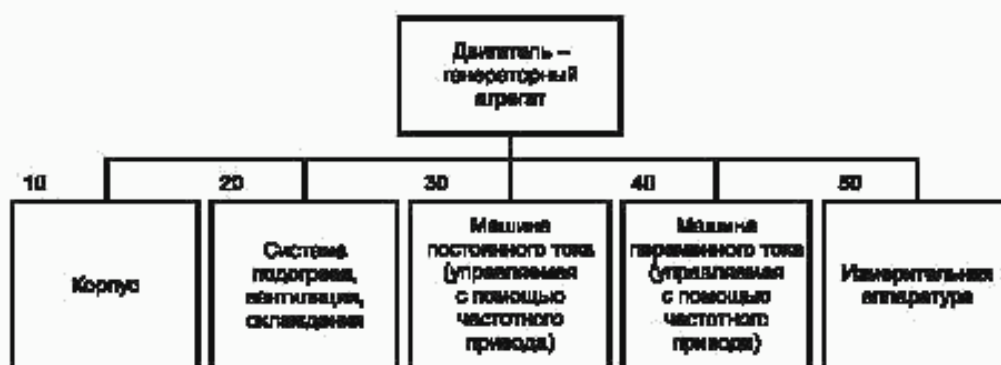 Двигатель –
генераторный
агрегат
10
20
30
40
50
Корпус
Система
подогрева,
вентиляция,
охлаждения
Машина
постоянного тока
(управляемая
с помощью
частотного
привода)
Машина
переменного тока
(управляемая
с помощью
частотного
привода)
Измерительная
аппаратура